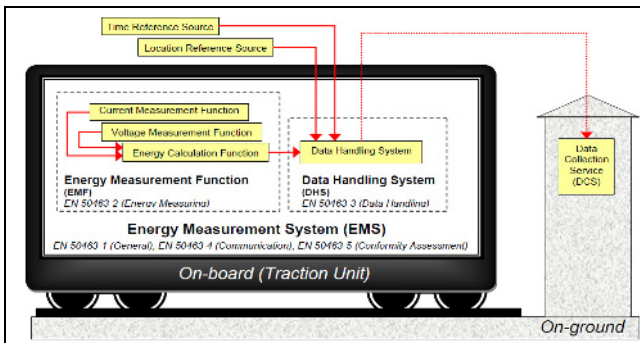 Time Reference Source
Location Reference Source
Current Measurement Function
Voltage Measurement Function
Energy Calculation Function
Data Handling System
Energy Measurement Function
(EMF)
EN 50463 2 (Energy Measuring)
Data Handling System
(DHS)
EN 50463 3 (Data Handling)
Energy Measurement System (EMS)
EN 50463 1 (General), EN 50463 4 (Communication), EN 50463 5 (Conformity Assessment)
On-board (Traction Unit)
Data
Collection
Service
(DCS)
On-ground